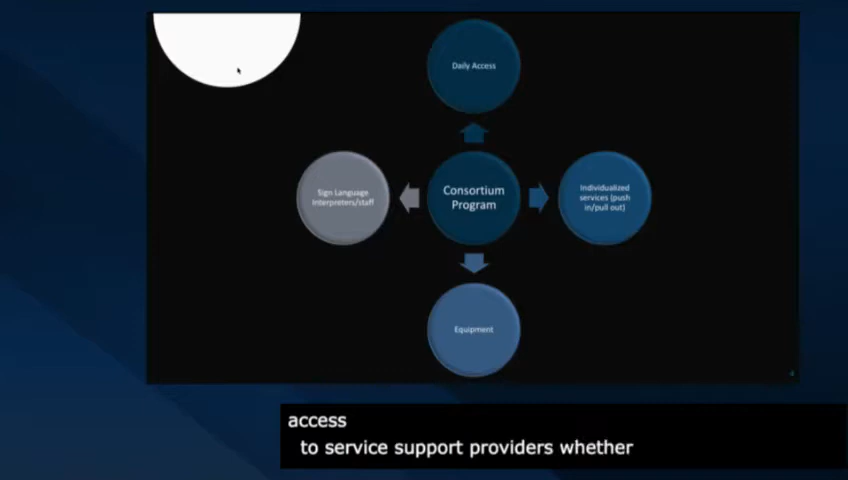 Daily Access
Sign Language
Interpreters/staff
Consortium
Program
Individualized
services (push
in/pull out)
Equipment
4
access
to service support providers whether